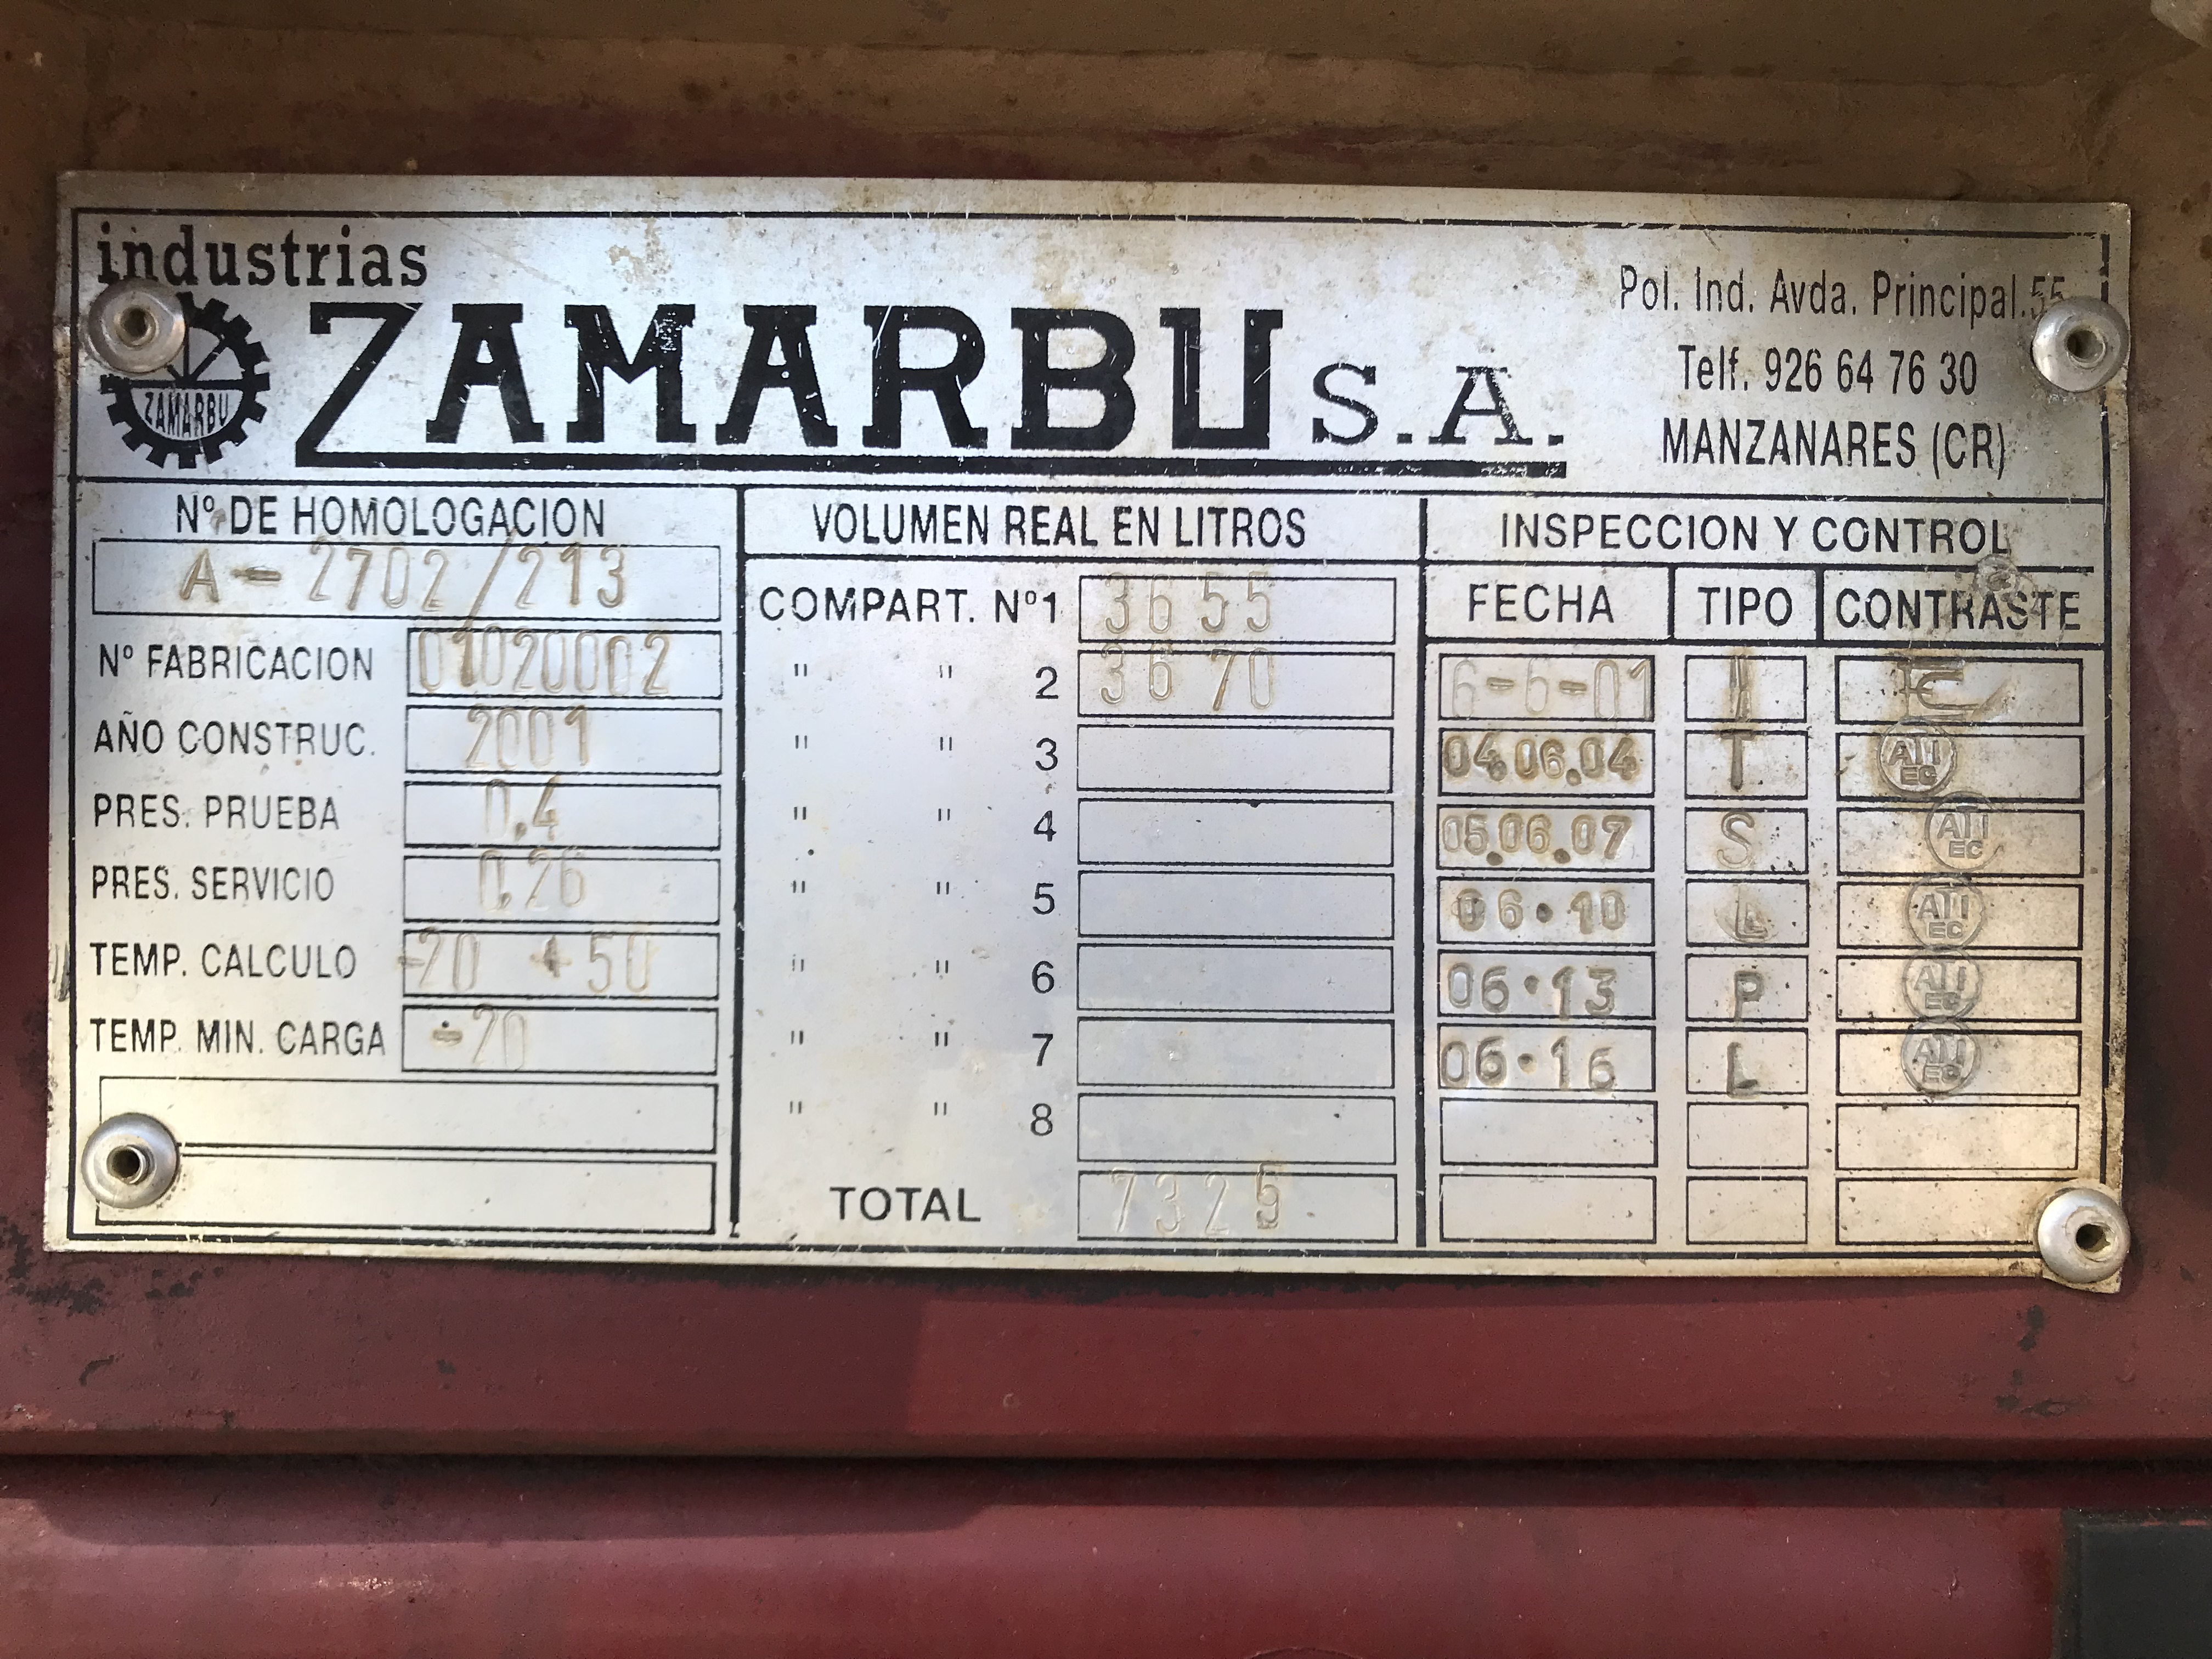 industrias
ZAMARBU S.A.
ZAMARBU
Pol. Ind. Avda. Principal.55
Telf. 926 64 76 30
MANZANARES (CR)
Nº DE HOMOLOGACION
A-2702/213
Nº FABRICACION 01020002
AÑO CONSTRUC. 2001
PRES. PRUEBA 0,4
PRES. SERVICIO 0,26
TEMP. CALCULO -20 +50
TEMP. MIN. CARGA -20
VOLUMEN REAL EN LITROS
COMPART. Nº1 3655
" " 2 3670
" " 3
" " 4
" " 5
" " 6
" " 7
" " 8
TOTAL 7325
INSPECCION Y CONTROL
FECHA TIPO CONTRASTE
6-6-01
04.06.04 T ATI EC
05.06.07 S ATI EC
06·10 L ATI EC
06·13 P ATI EC
06·16 L ATI EC